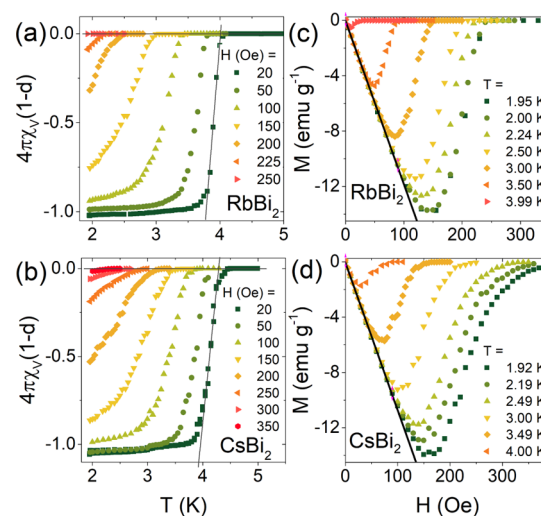 (a)
4πχV(1-d)
0.0
-0.5
-1.0
H (Oe) =
20
50
100
150
200
225
250
RbBi2
2 3 4 5
(b)
4πχV(1-d)
0.0
-0.5
-1.0
H (Oe) =
20
50
100
150
200
250
300
350
CsBi2
2 3 4 5
T (K)
(c)
M (emu g⁻¹)
0
-4
-8
-12
T =
1.95 K
2.00 K
2.24 K
2.50 K
3.00 K
3.50 K
3.99 K
RbBi2
0 100 200 300
(d)
M (emu g⁻¹)
0
-4
-8
-12
T =
1.92 K
2.19 K
2.49 K
3.00 K
3.49 K
4.00 K
CsBi2
0 100 200 300
H (Oe)